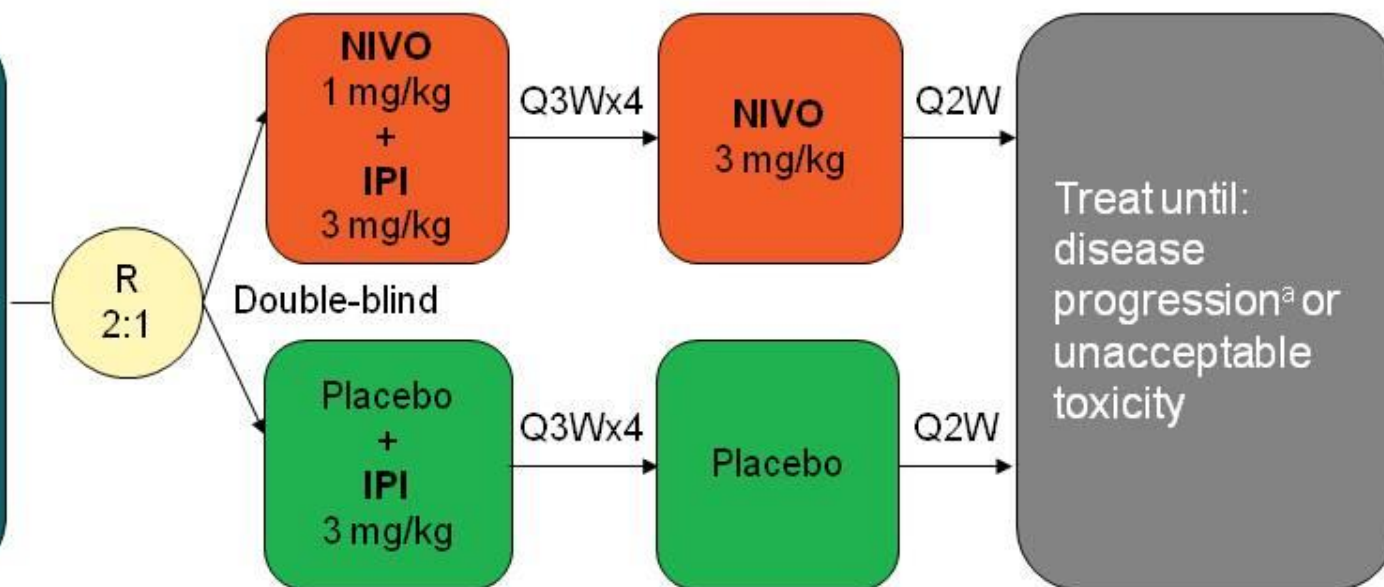 R
2:1
Double-blind
NIVO
1 mg/kg
+
IPI
3 mg/kg
Q3Wx4
NIVO
3 mg/kg
Q2W
Placebo
+
IPI
3 mg/kg
Q3Wx4
Placebo
Q2W
Treat until:
disease
progressionᵃ or
unacceptable
toxicity